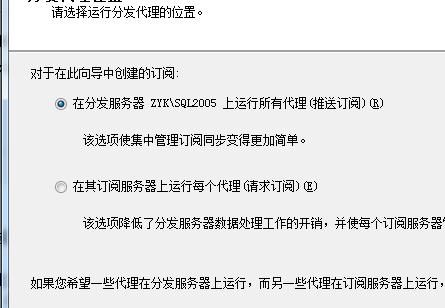 分发代理位置
请选择运行分发代理的位置。
对于在此向导中创建的订阅:
在分发服务器 ZYK\SQL2005 上运行所有代理(推送订阅)(R)
该选项使集中管理订阅同步变得更加简单。
在其订阅服务器上运行每个代理(请求订阅)(E)
该选项降低了分发服务器数据处理工作的开销，并使每个订阅服务器
如果您希望一些代理在分发服务器上运行，而另一些代理在订阅服务器上运行，